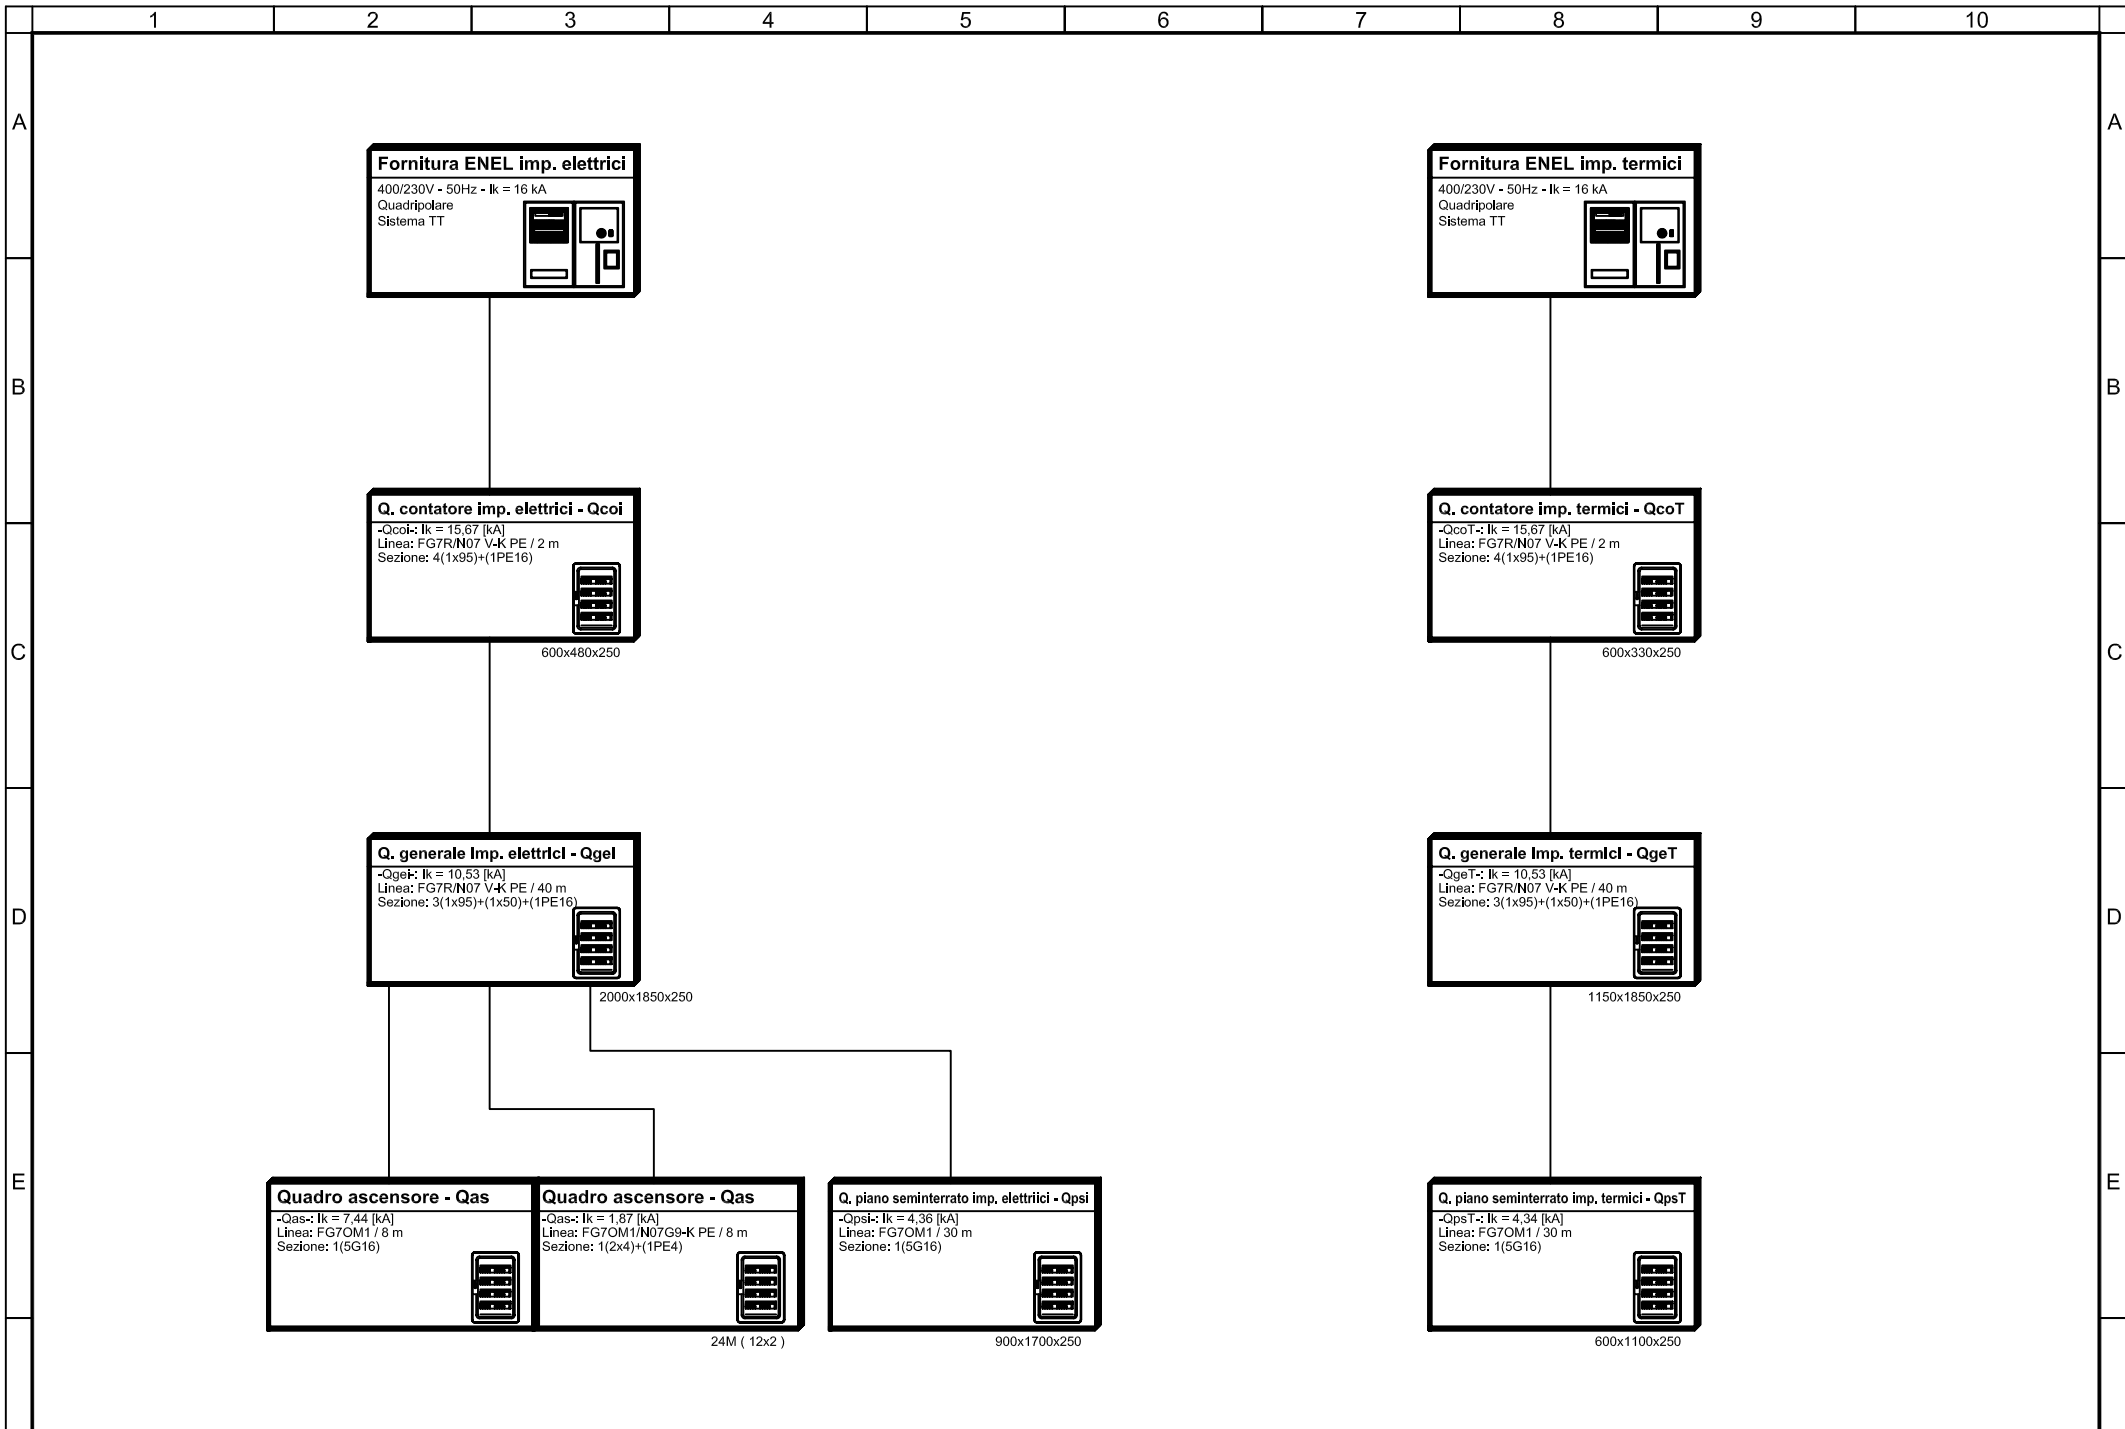 1 2 3 4 5 6 7 8 9 10
A A
Fornitura ENEL imp. elettrici
400/230V - 50Hz - Ik = 16 kA
Quadripolare
Sistema TT
Fornitura ENEL imp. termici
400/230V - 50Hz - Ik = 16 kA
Quadripolare
Sistema TT
B B
Q. contatore imp. elettrici - Qcoi
-Qcoi-: Ik = 15,67 [kA]
Linea: FG7R/N07 V-K PE / 2 m
Sezione: 4(1x95)+(1PE16)
600x480x250
Q. contatore imp. termici - QcoT
-QcoT-: Ik = 15,67 [kA]
Linea: FG7R/N07 V-K PE / 2 m
Sezione: 4(1x95)+(1PE16)
600x330x250
C C
Q. generale imp. elettrici - Qgei
-Qgei-: Ik = 10,53 [kA]
Linea: FG7R/N07 V-K PE / 40 m
Sezione: 3(1x95)+(1x50)+(1PE16)
2000x1850x250
Q. generale imp. termici - QgeT
-QgeT-: Ik = 10,53 [kA]
Linea: FG7R/N07 V-K PE / 40 m
Sezione: 3(1x95)+(1x50)+(1PE16)
1150x1850x250
D D
E E
Quadro ascensore - Qas
-Qas-: Ik = 7,44 [kA]
Linea: FG7OM1 / 8 m
Sezione: 1(5G16)
Quadro ascensore - Qas
-Qas-: Ik = 1,87 [kA]
Linea: FG7OM1/N07G9-K PE / 8 m
Sezione: 1(2x4)+(1PE4)
24M ( 12x2 )
Q. piano seminterrato imp. elettriici - Qpsi
-Qpsi-: Ik = 4,36 [kA]
Linea: FG7OM1 / 30 m
Sezione: 1(5G16)
900x1700x250
Q. piano seminterrato imp. termici - QpsT
-QpsT-: Ik = 4,34 [kA]
Linea: FG7OM1 / 30 m
Sezione: 1(5G16)
600x1100x250